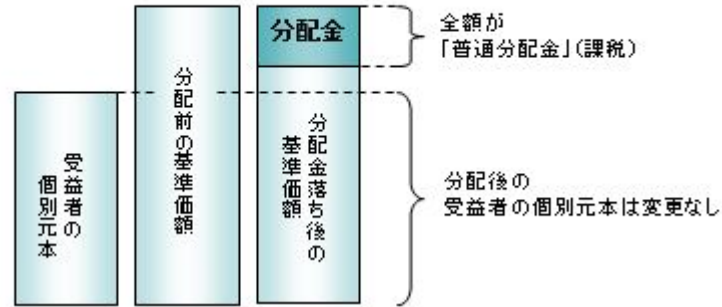 分配金
全額が
「普通分配金」(課税)
受益者の
個別元本
分配前の基準価額
分配金落ち後の
基準価額
分配後の
受益者の個別元本は変更なし